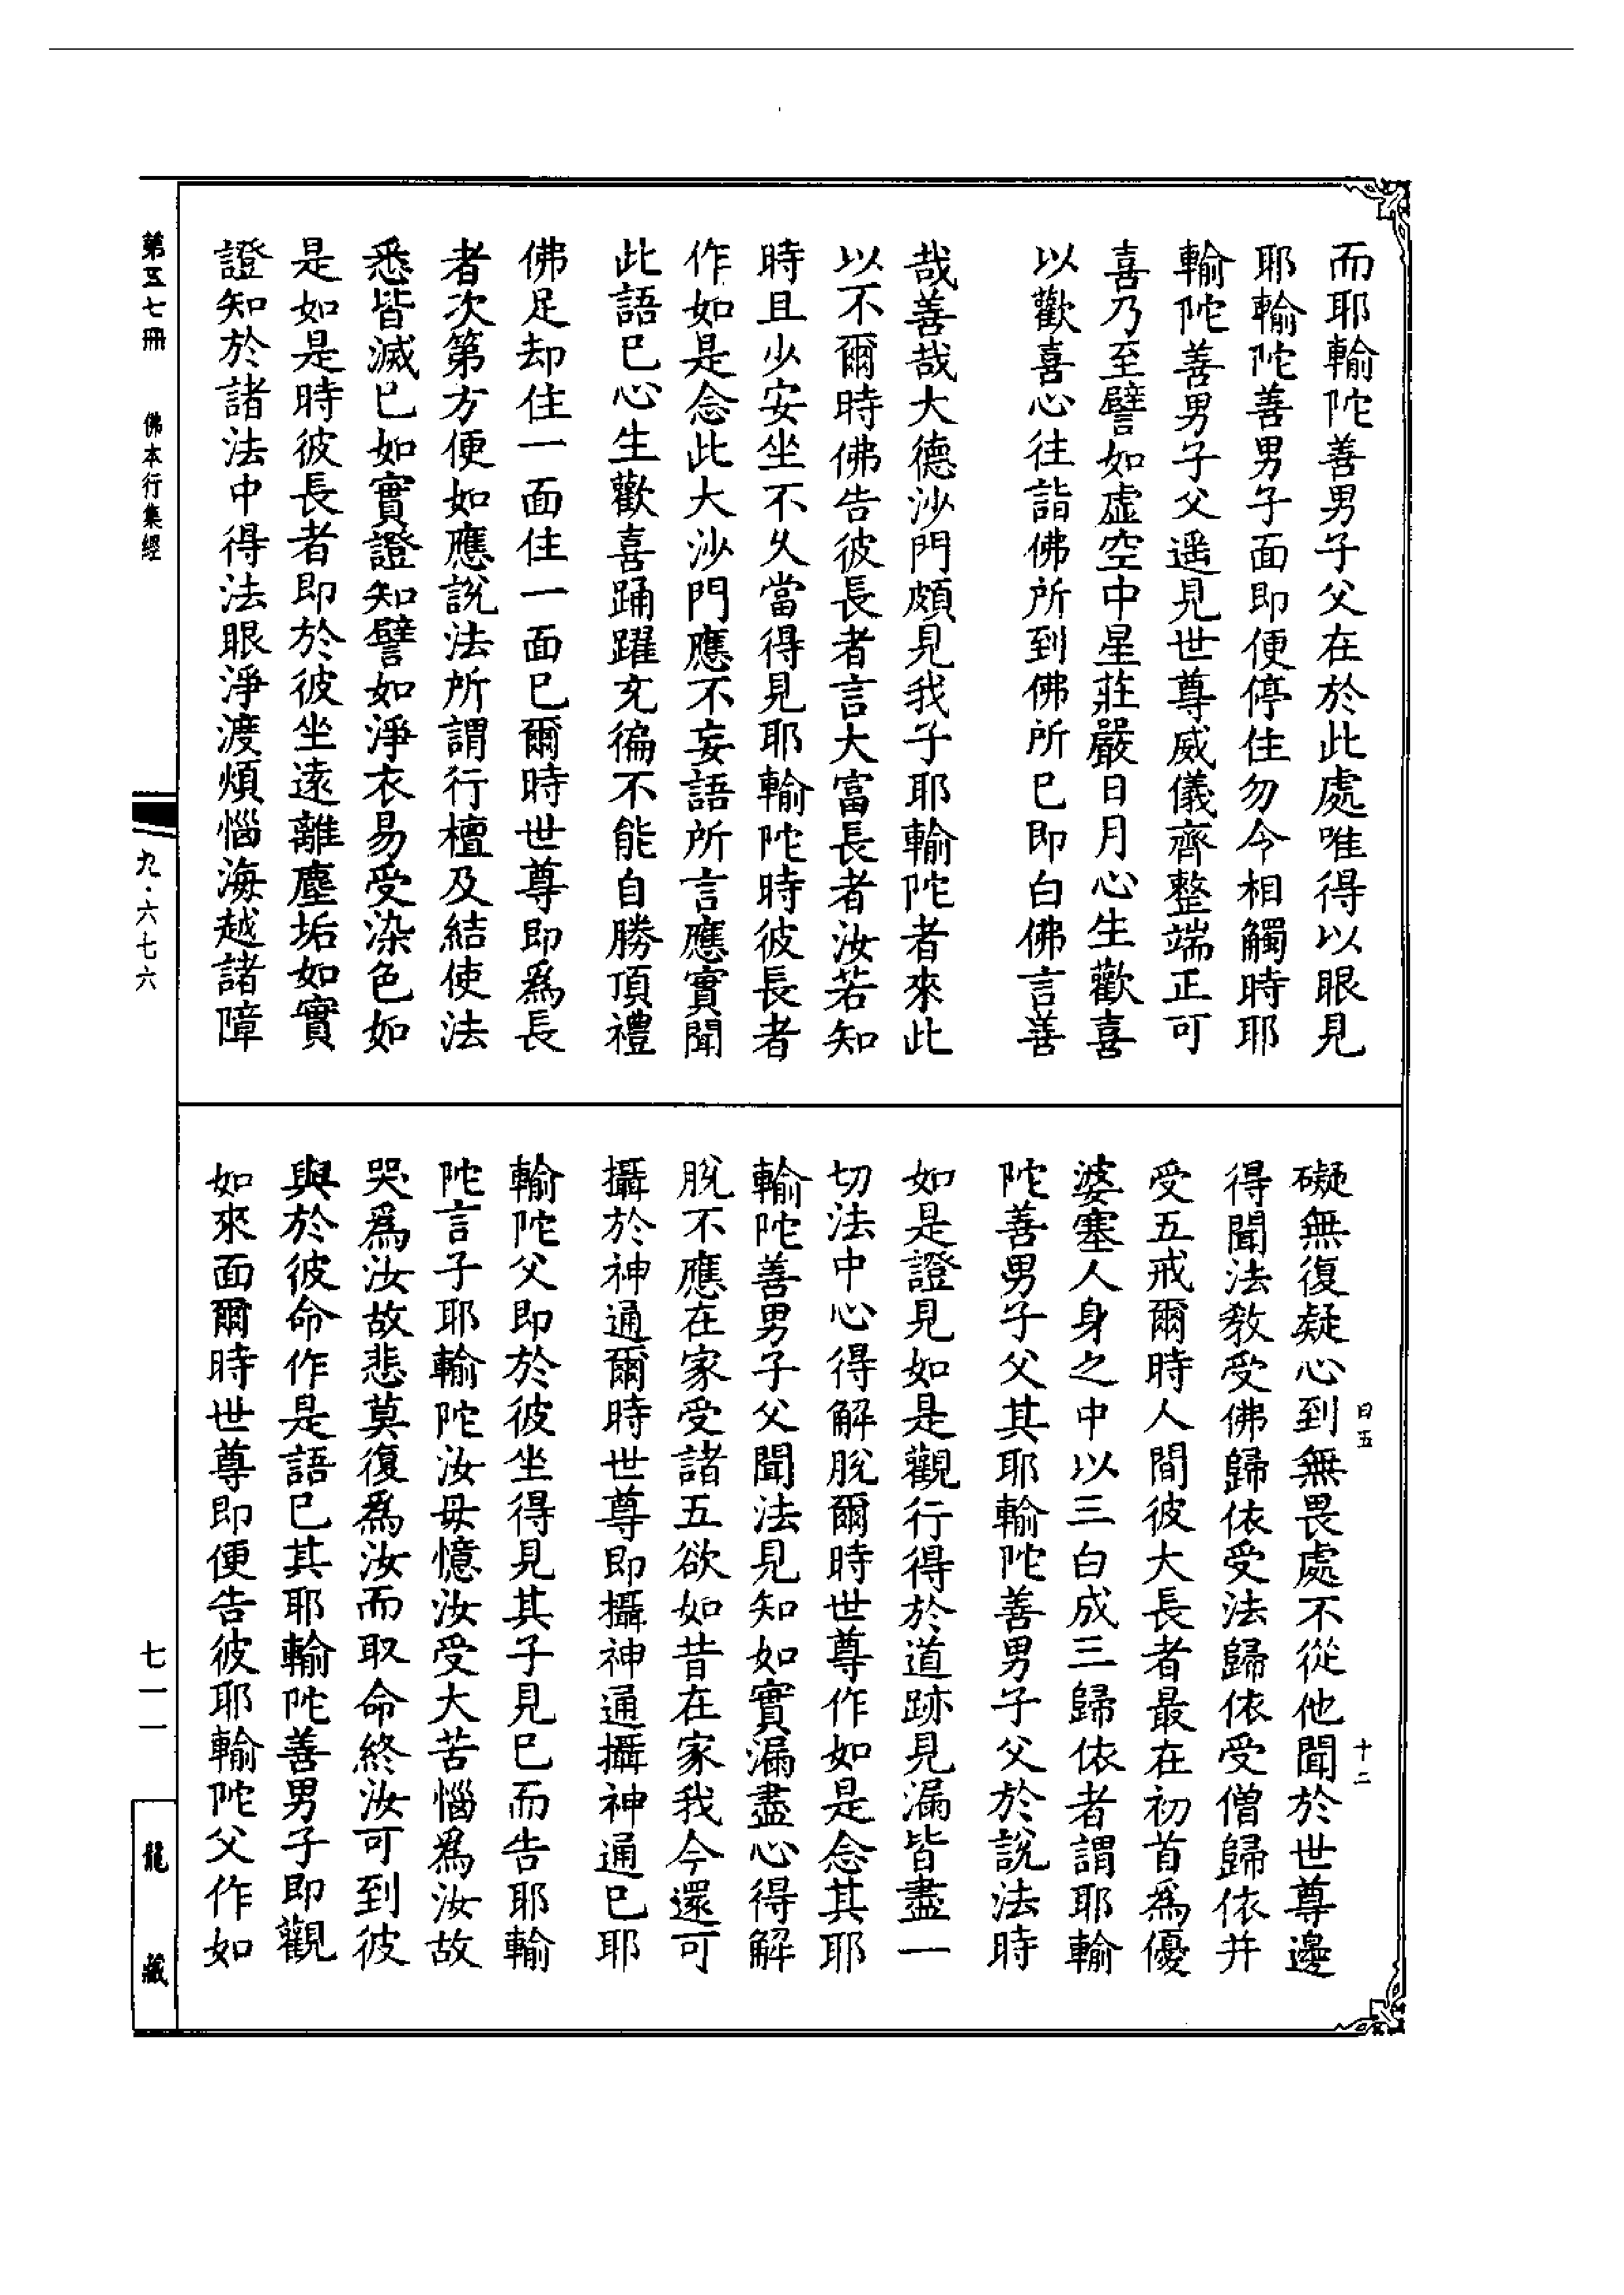 而耶輸陀善男子父在於此處唯得以眼見
耶輸陀善男子面即便停住勿令相觸時耶
輸陀善男子父遥見世尊威儀齊整端正可
喜乃至譬如虛空中星莊嚴日月心生歡喜
以歡喜心往詣佛所到佛所已即白佛言善
哉善哉大德沙門頗見我子耶輸陀者來此
以不爾時佛告彼長者言大富長者汝若知
時且少安坐不久當得見耶輸陀時彼長者
作如是念此大沙門應不妄語所言應實聞
此語已心生歡喜踊躍充徧不能自勝頂禮
佛足却住一面住一面已爾時世尊即爲長
者次第方便如應說法所謂行檀及結使法
悉皆滅已如實證知譬如淨衣易受染色如
是如是時彼長者即於彼坐遠離塵垢如實
證知於諸法中得法眼淨渡煩惱海越諸障
礙無復疑心到無畏處不從他聞於世尊邊
得聞法教受佛歸依受法歸依受僧歸依并
受五戒爾時人間彼大長者最在初首爲優
婆塞人身之中以三白成三歸依者謂耶輸
陀善男子父其耶輸陀善男子父於說法時
如是證見如是觀行得於道跡見漏皆盡一
切法中心得解脫爾時世尊作如是念其耶
輸陀善男子父聞法見知如實漏盡心得解
脫不應在家受諸五欲如昔在家我今還可
攝於神通爾時世尊即攝神通攝神通已耶
輸陀父即於彼坐得見其子見已而告耶輸
陀言子耶輸陀汝母憶汝受大苦惱爲汝故
哭爲汝故悲莫復爲汝而取命終汝可到彼
與於彼命作是語已其耶輸陀善男子即觀
如來面爾時世尊即便告彼耶輸陀父作如
日五 十二
第五七冊 佛本行集經
九·六七六
七一一
龍藏